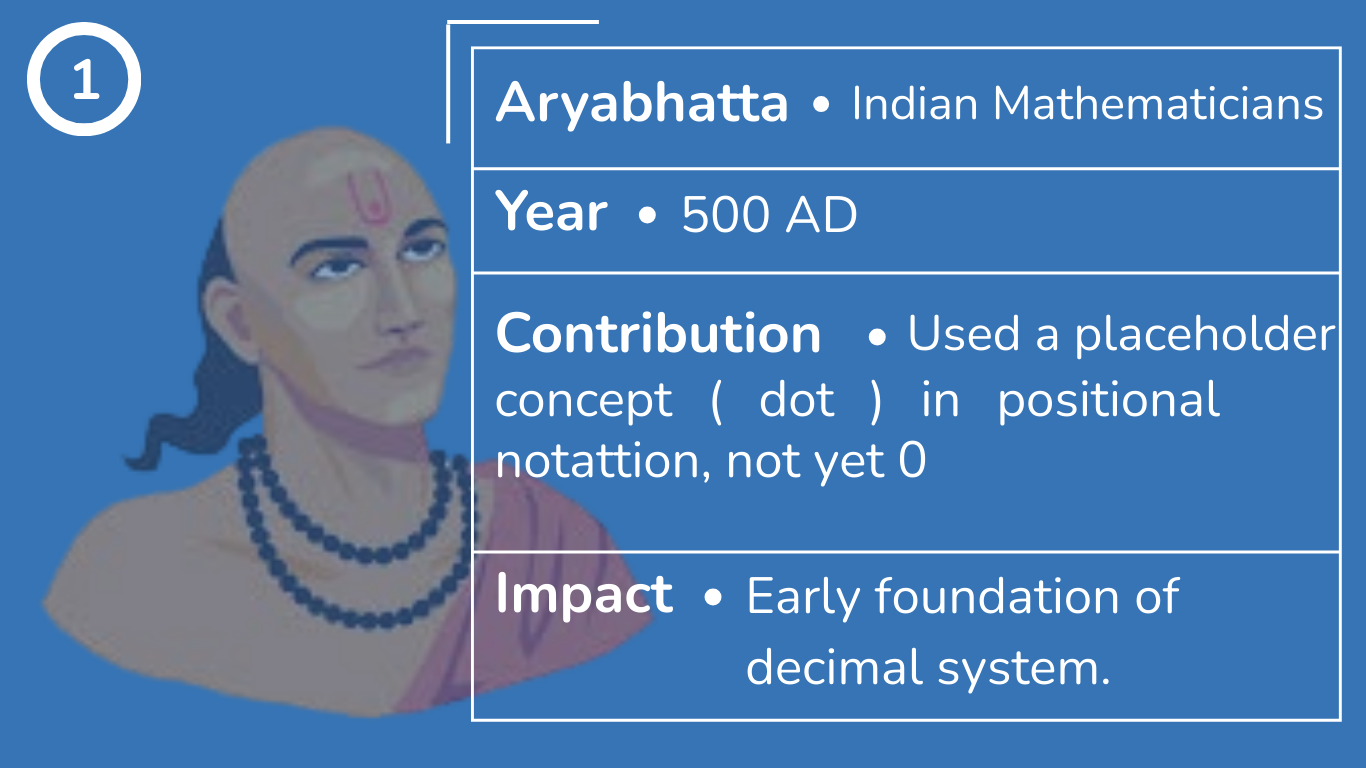 1
Aryabhatta • Indian Mathematicians
Year • 500 AD
Contribution • Used a placeholder
concept ( dot ) in positional
notattion, not yet 0
Impact • Early foundation of
decimal system.